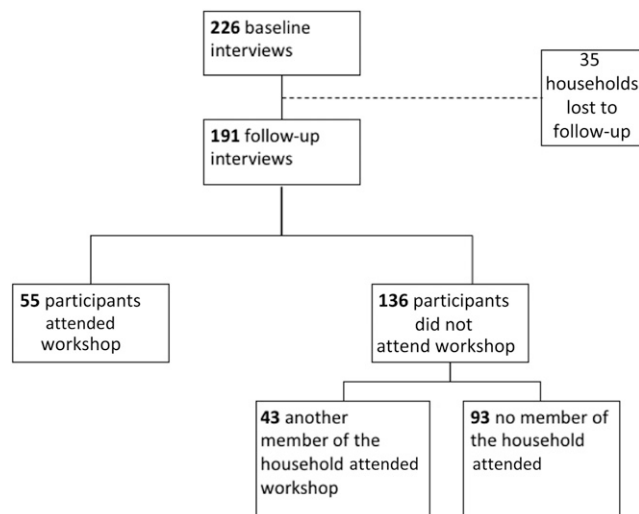 226 baseline
interviews
35
households
lost to
follow-up
191 follow-up
interviews
55 participants
attended
workshop
136 participants
did not
attend workshop
43 another
member of the
household attended
workshop
93 no member of
the household
attended